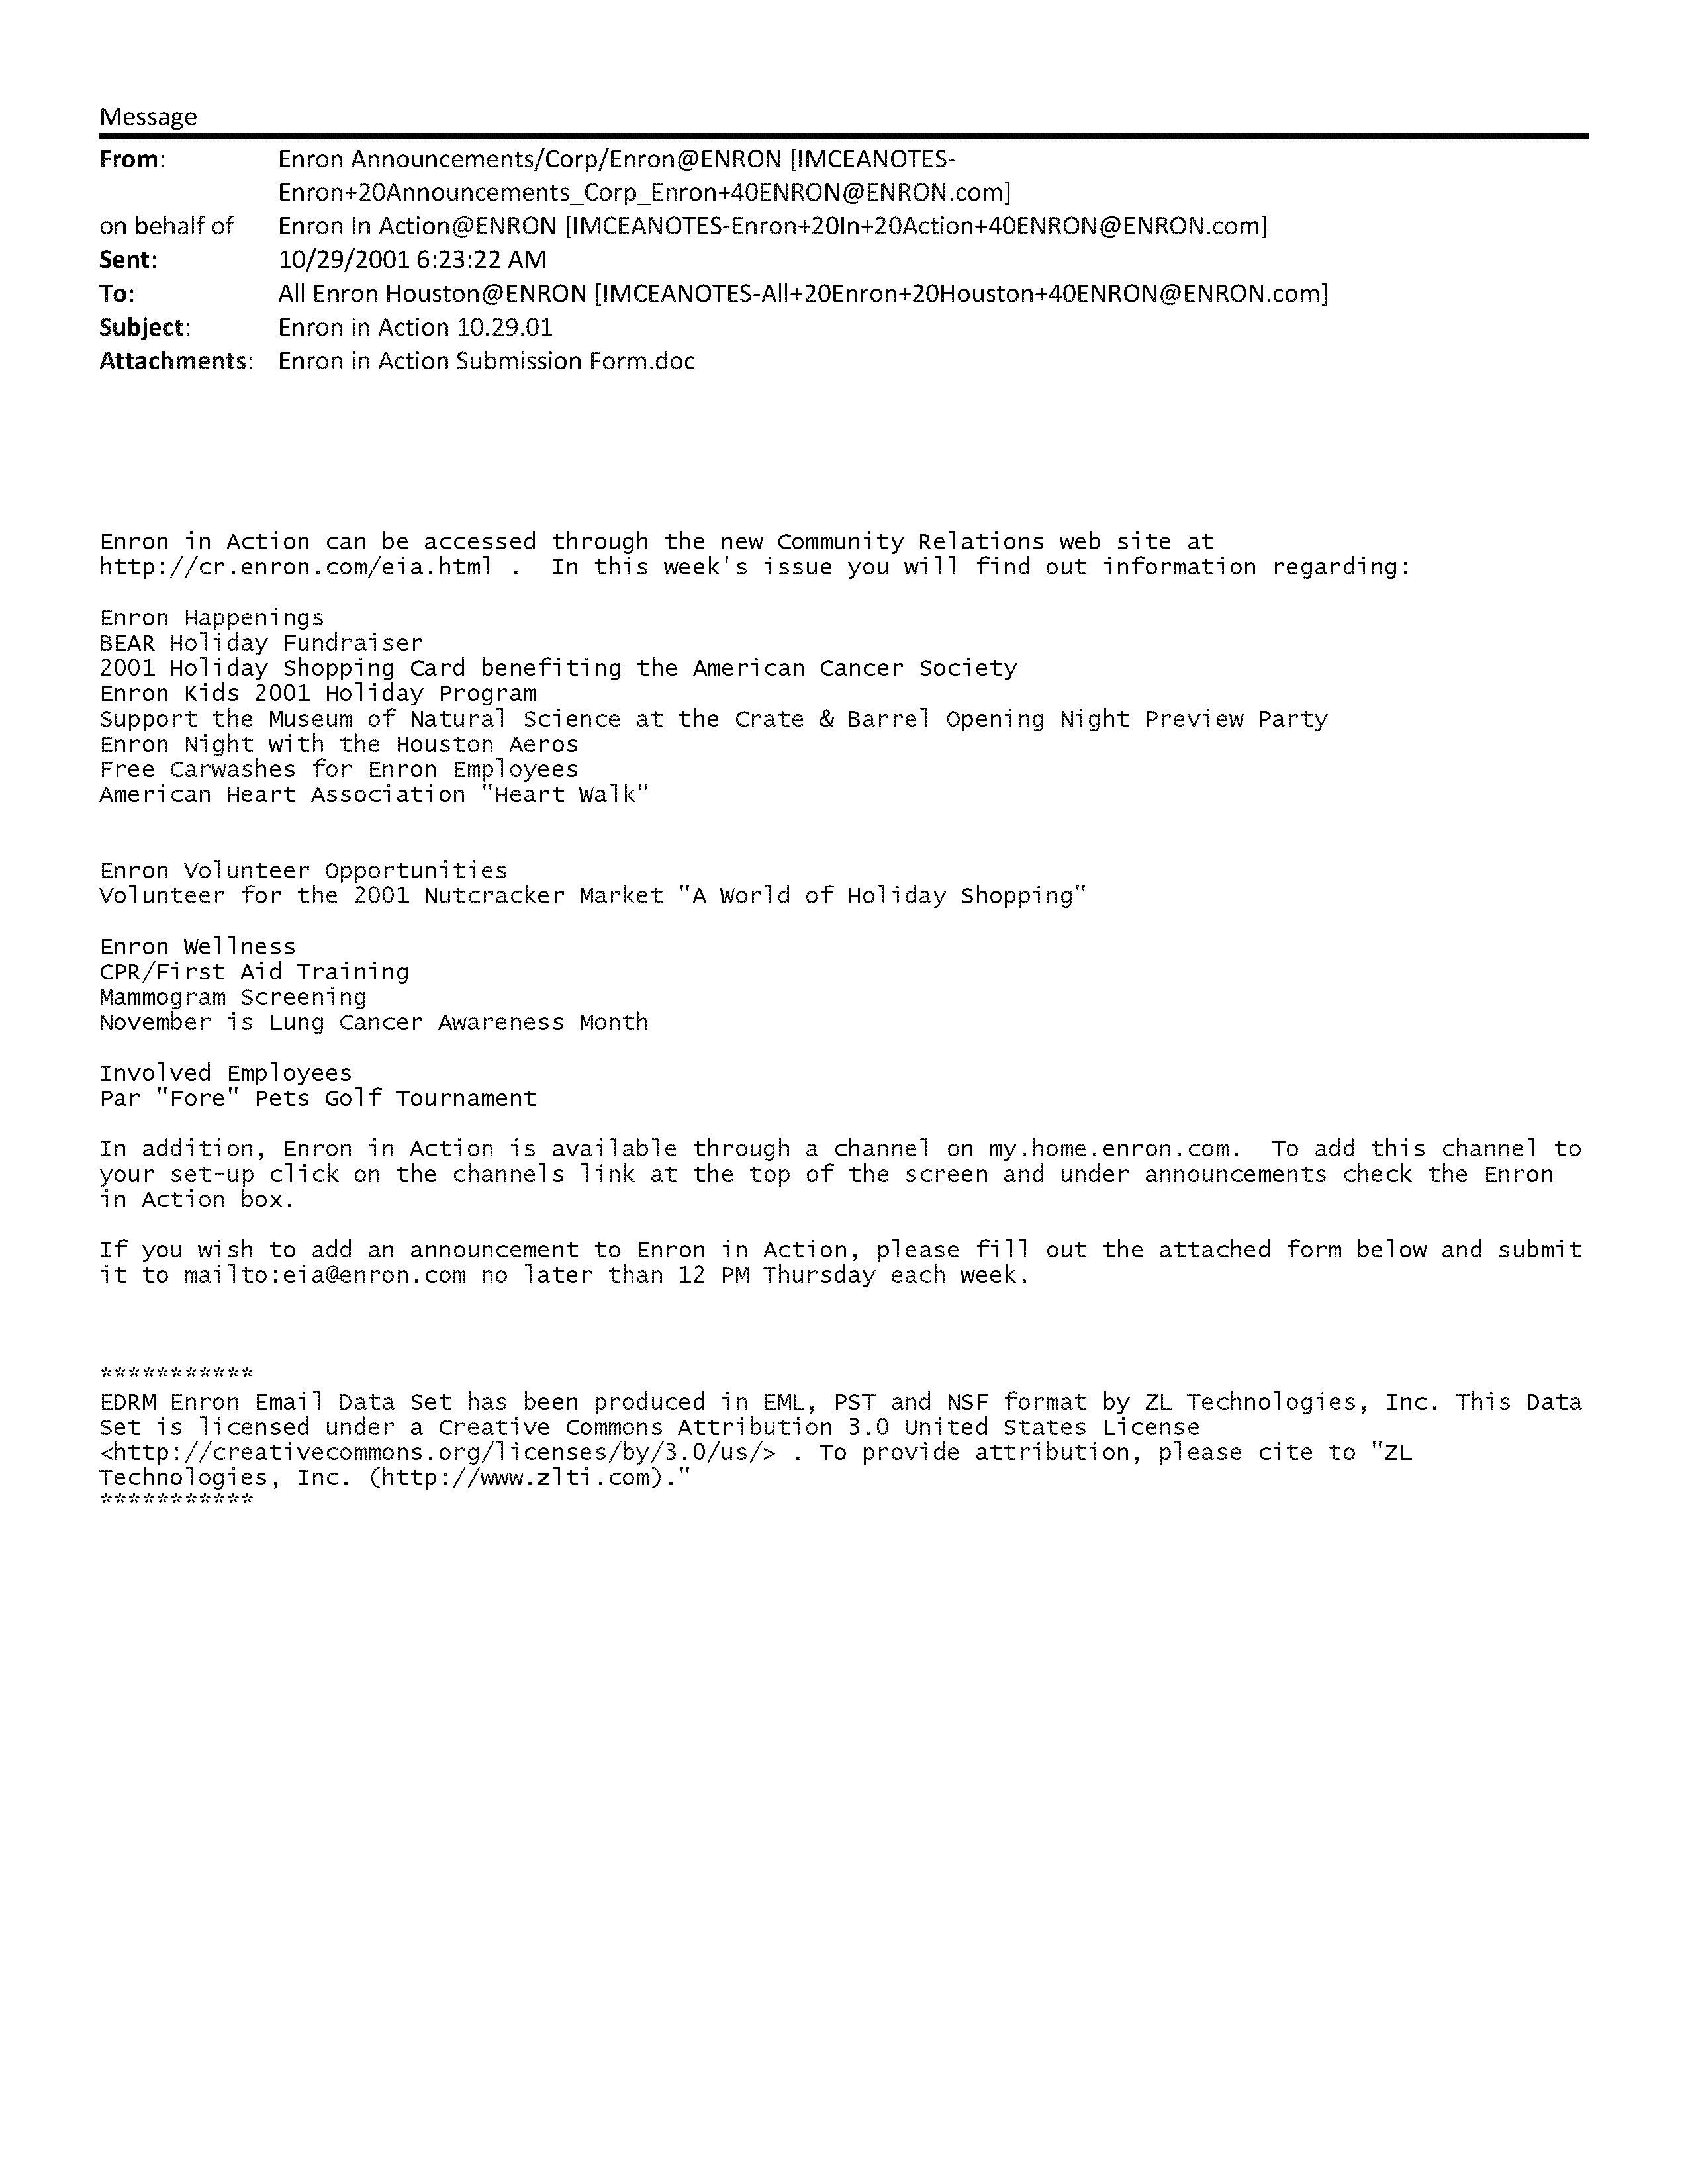 Message
From: Enron Announcements/Corp/Enron@ENRON [IMCEANOTES-
Enron+20Announcements_Corp_Enron+40ENRON@ENRON.com]
on behalf of Enron In Action@ENRON [IMCEANOTES-Enron+20In+20Action+40ENRON@ENRON.com]
Sent: 10/29/2001 6:23:22 AM
To: All Enron Houston@ENRON [IMCEANOTES-All+20Enron+20Houston+40ENRON@ENRON.com]
Subject: Enron in Action 10.29.01
Attachments: Enron in Action Submission Form.doc
Enron in Action can be accessed through the new Community Relations web site at
http://cr.enron.com/eia.html .  In this week's issue you will find out information regarding:
Enron Happenings
BEAR Holiday Fundraiser
2001 Holiday Shopping Card benefiting the American Cancer Society
Enron Kids 2001 Holiday Program
Support the Museum of Natural Science at the Crate & Barrel Opening Night Preview Party
Enron Night with the Houston Aeros
Free Carwashes for Enron Employees
American Heart Association "Heart Walk"
Enron Volunteer Opportunities
Volunteer for the 2001 Nutcracker Market "A World of Holiday Shopping"
Enron Wellness
CPR/First Aid Training
Mammogram Screening
November is Lung Cancer Awareness Month
Involved Employees
Par "Fore" Pets Golf Tournament
In addition, Enron in Action is available through a channel on my.home.enron.com.  To add this channel to
your set-up click on the channels link at the top of the screen and under announcements check the Enron
in Action box.
If you wish to add an announcement to Enron in Action, please fill out the attached form below and submit
it to mailto:eia@enron.com no later than 12 PM Thursday each week.
***********
EDRM Enron Email Data Set has been produced in EML, PST and NSF format by ZL Technologies, Inc. This Data
Set is licensed under a Creative Commons Attribution 3.0 United States License
<http://creativecommons.org/licenses/by/3.0/us/> . To provide attribution, please cite to "ZL
Technologies, Inc. (http://www.zlti.com)."
***********